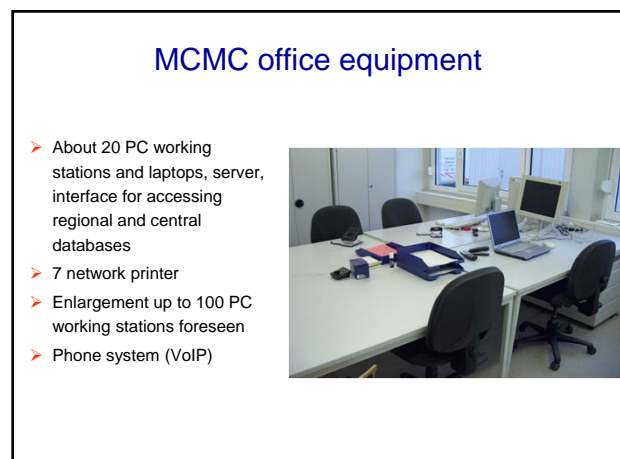 MCMC office equipment
➢ About 20 PC working
stations and laptops, server,
interface for accessing
regional and central
databases
➢ 7 network printer
➢ Enlargement up to 100 PC
working stations foreseen
➢ Phone system (VoIP)